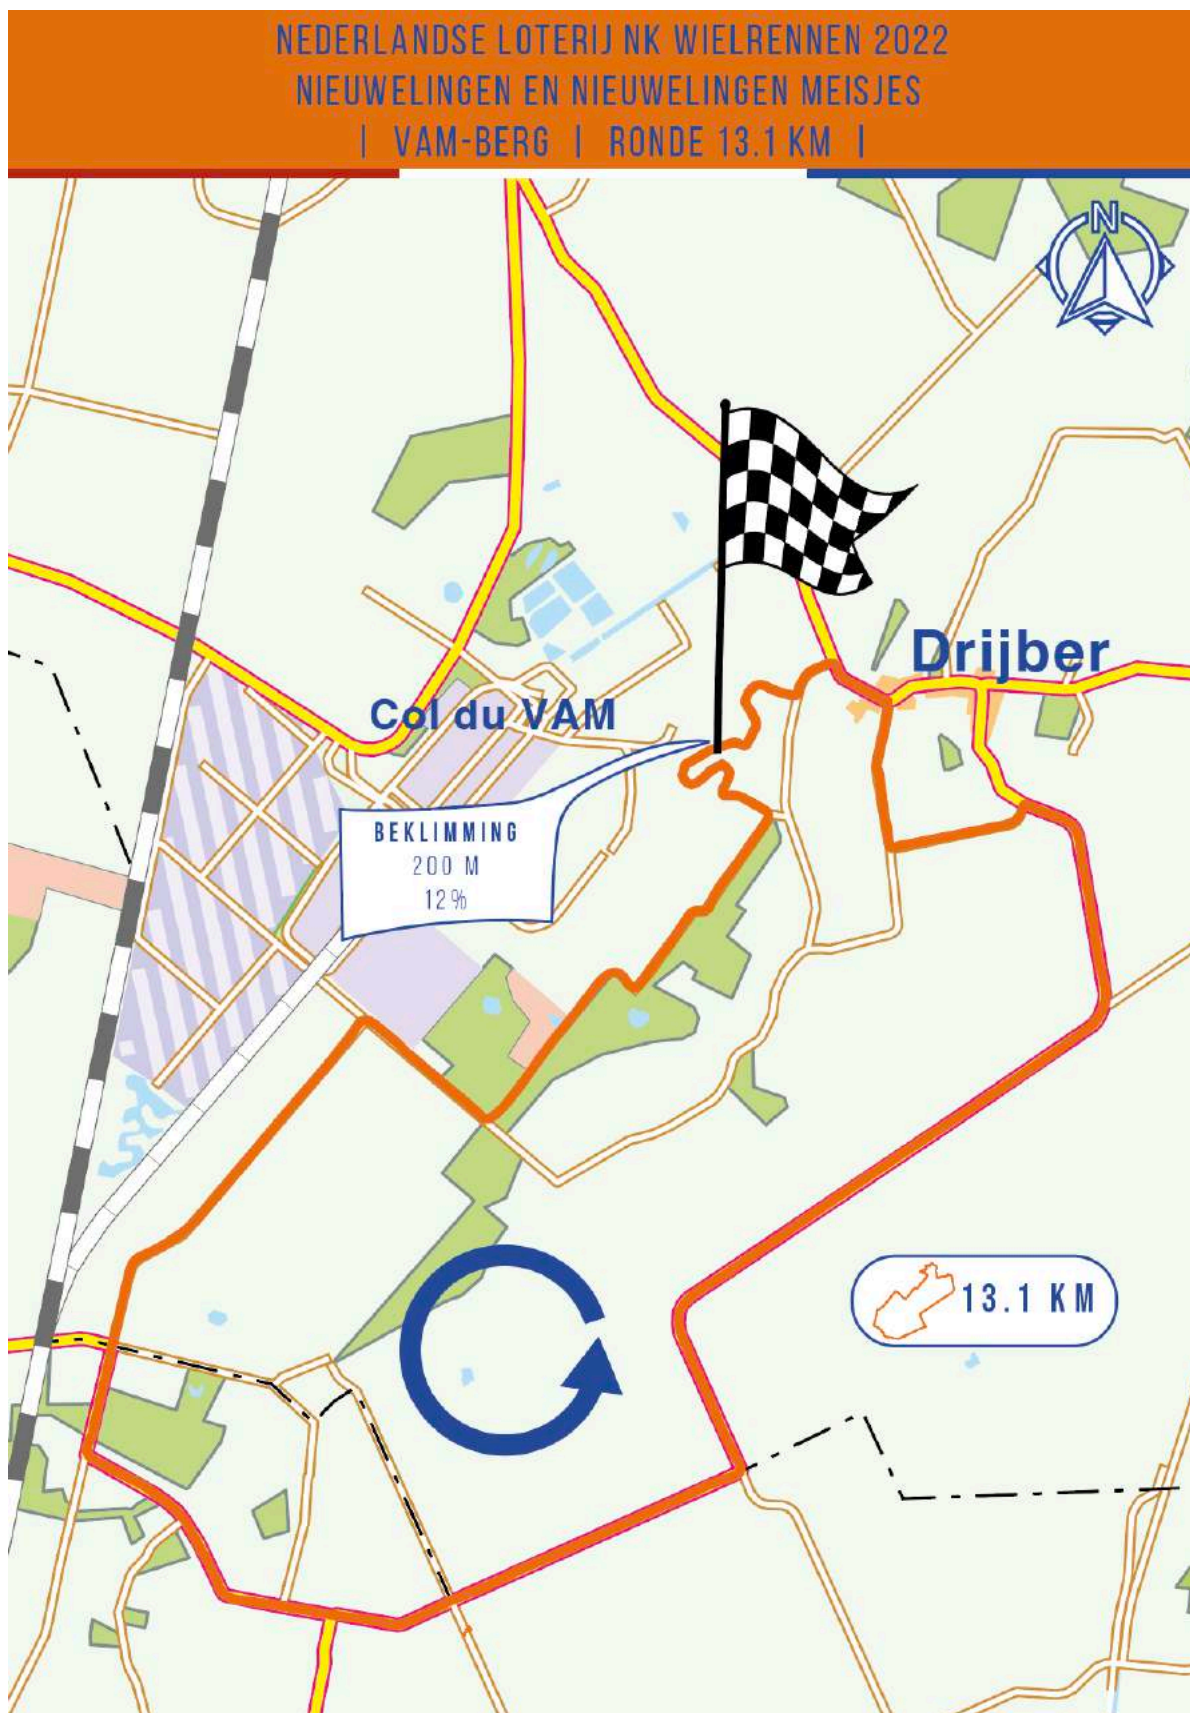 NEDERLANDSE LOTERIJ NK WIELRENNEN 2022
NIEUWELINGEN EN NIEUWELINGEN MEISJES
| VAM-BERG | RONDE 13.1 KM |
N
Drijber
Col du VAM
BEKLIMMING
200 M
12%
13.1 KM